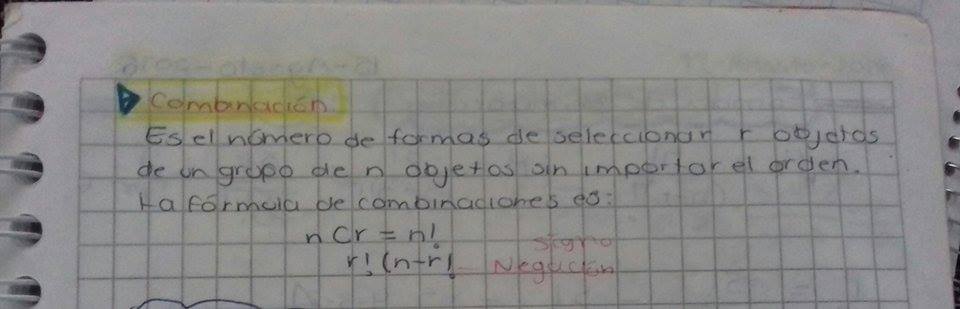 Combinación
Es el número de formas de seleccionar r objetos
de un grupo de n objetos sin importar el orden.
La fórmula de combinaciones es:
nCr = n!
r! (n-r!
signo
Negación